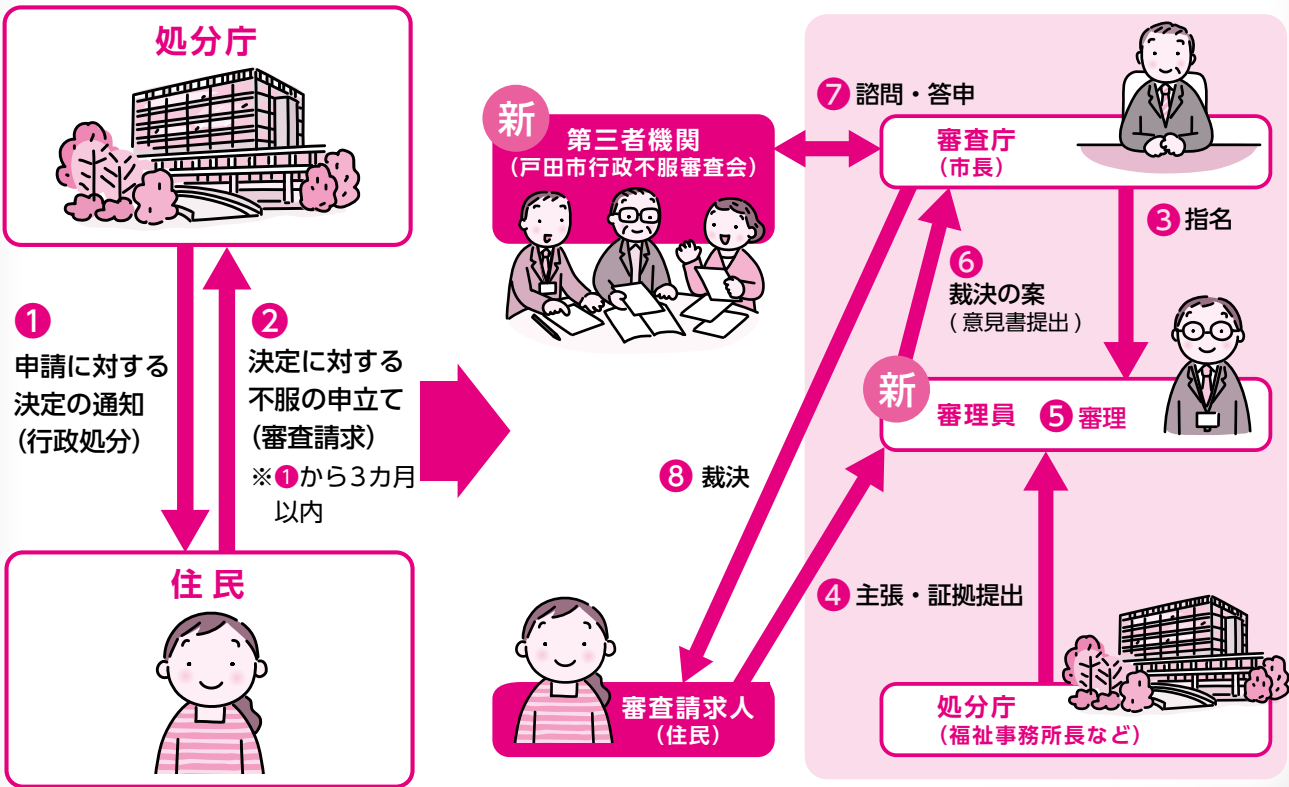 処分庁
❶
申請に対する
決定の通知
(行政処分)
❷
決定に対する
不服の申立て
(審査請求)
※❶から3カ月
以内
住民
新
第三者機関
(戸田市行政不服審査会)
❼ 諮問・答申
審査庁
(市長)
❸ 指名
❻
裁決の案
(意見書提出)
新
審理員 ❺ 審理
❽ 裁決
❹ 主張・証拠提出
審査請求人
(住民)
処分庁
(福祉事務所長など)